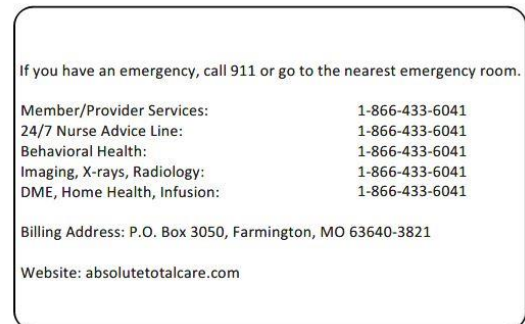 If you have an emergency, call 911 or go to the nearest emergency room.
Member/Provider Services: 1-866-433-6041
24/7 Nurse Advice Line: 1-866-433-6041
Behavioral Health: 1-866-433-6041
Imaging, X-rays, Radiology: 1-866-433-6041
DME, Home Health, Infusion: 1-866-433-6041
Billing Address: P.O. Box 3050, Farmington, MO 63640-3821
Website: absolutetotalcare.com